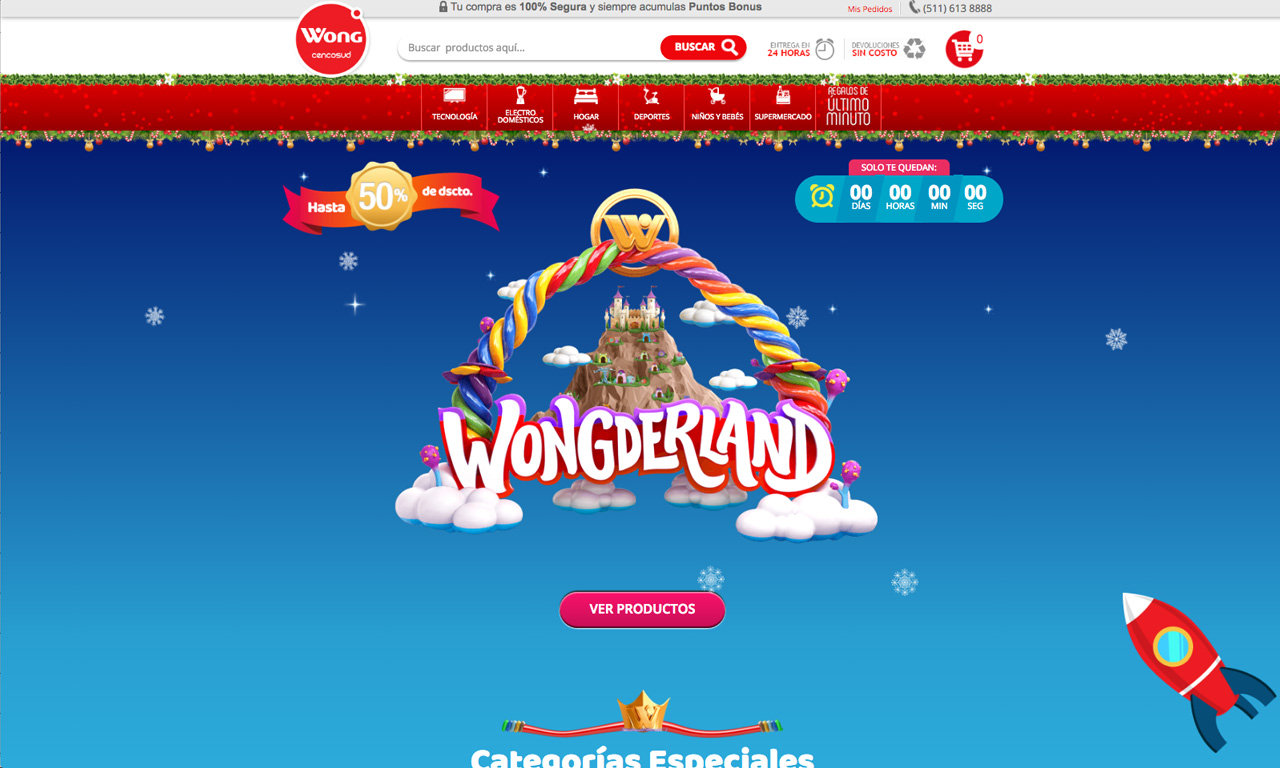 Tu compra es 100% Segura y siempre acumulas Puntos Bonus
Mis Pedidos
(511) 613 8888
Wong
cencosud
Buscar productos aquí...
BUSCAR
ENTREGA EN
24 HORAS
DEVOLUCIONES
SIN COSTO
0
TECNOLOGÍA
ELECTRO
DOMÉSTICOS
HOGAR
DEPORTES
NIÑOS Y BEBÉS
SUPERMERCADO
REGALOS DE
ÚLTIMO
MINUTO
Hasta 50% de dscto.
SOLO TE QUEDAN:
00 00 00 00
DÍAS HORAS MIN SEG
W
WONGDERLAND
VER PRODUCTOS
W
Categorías Especiales